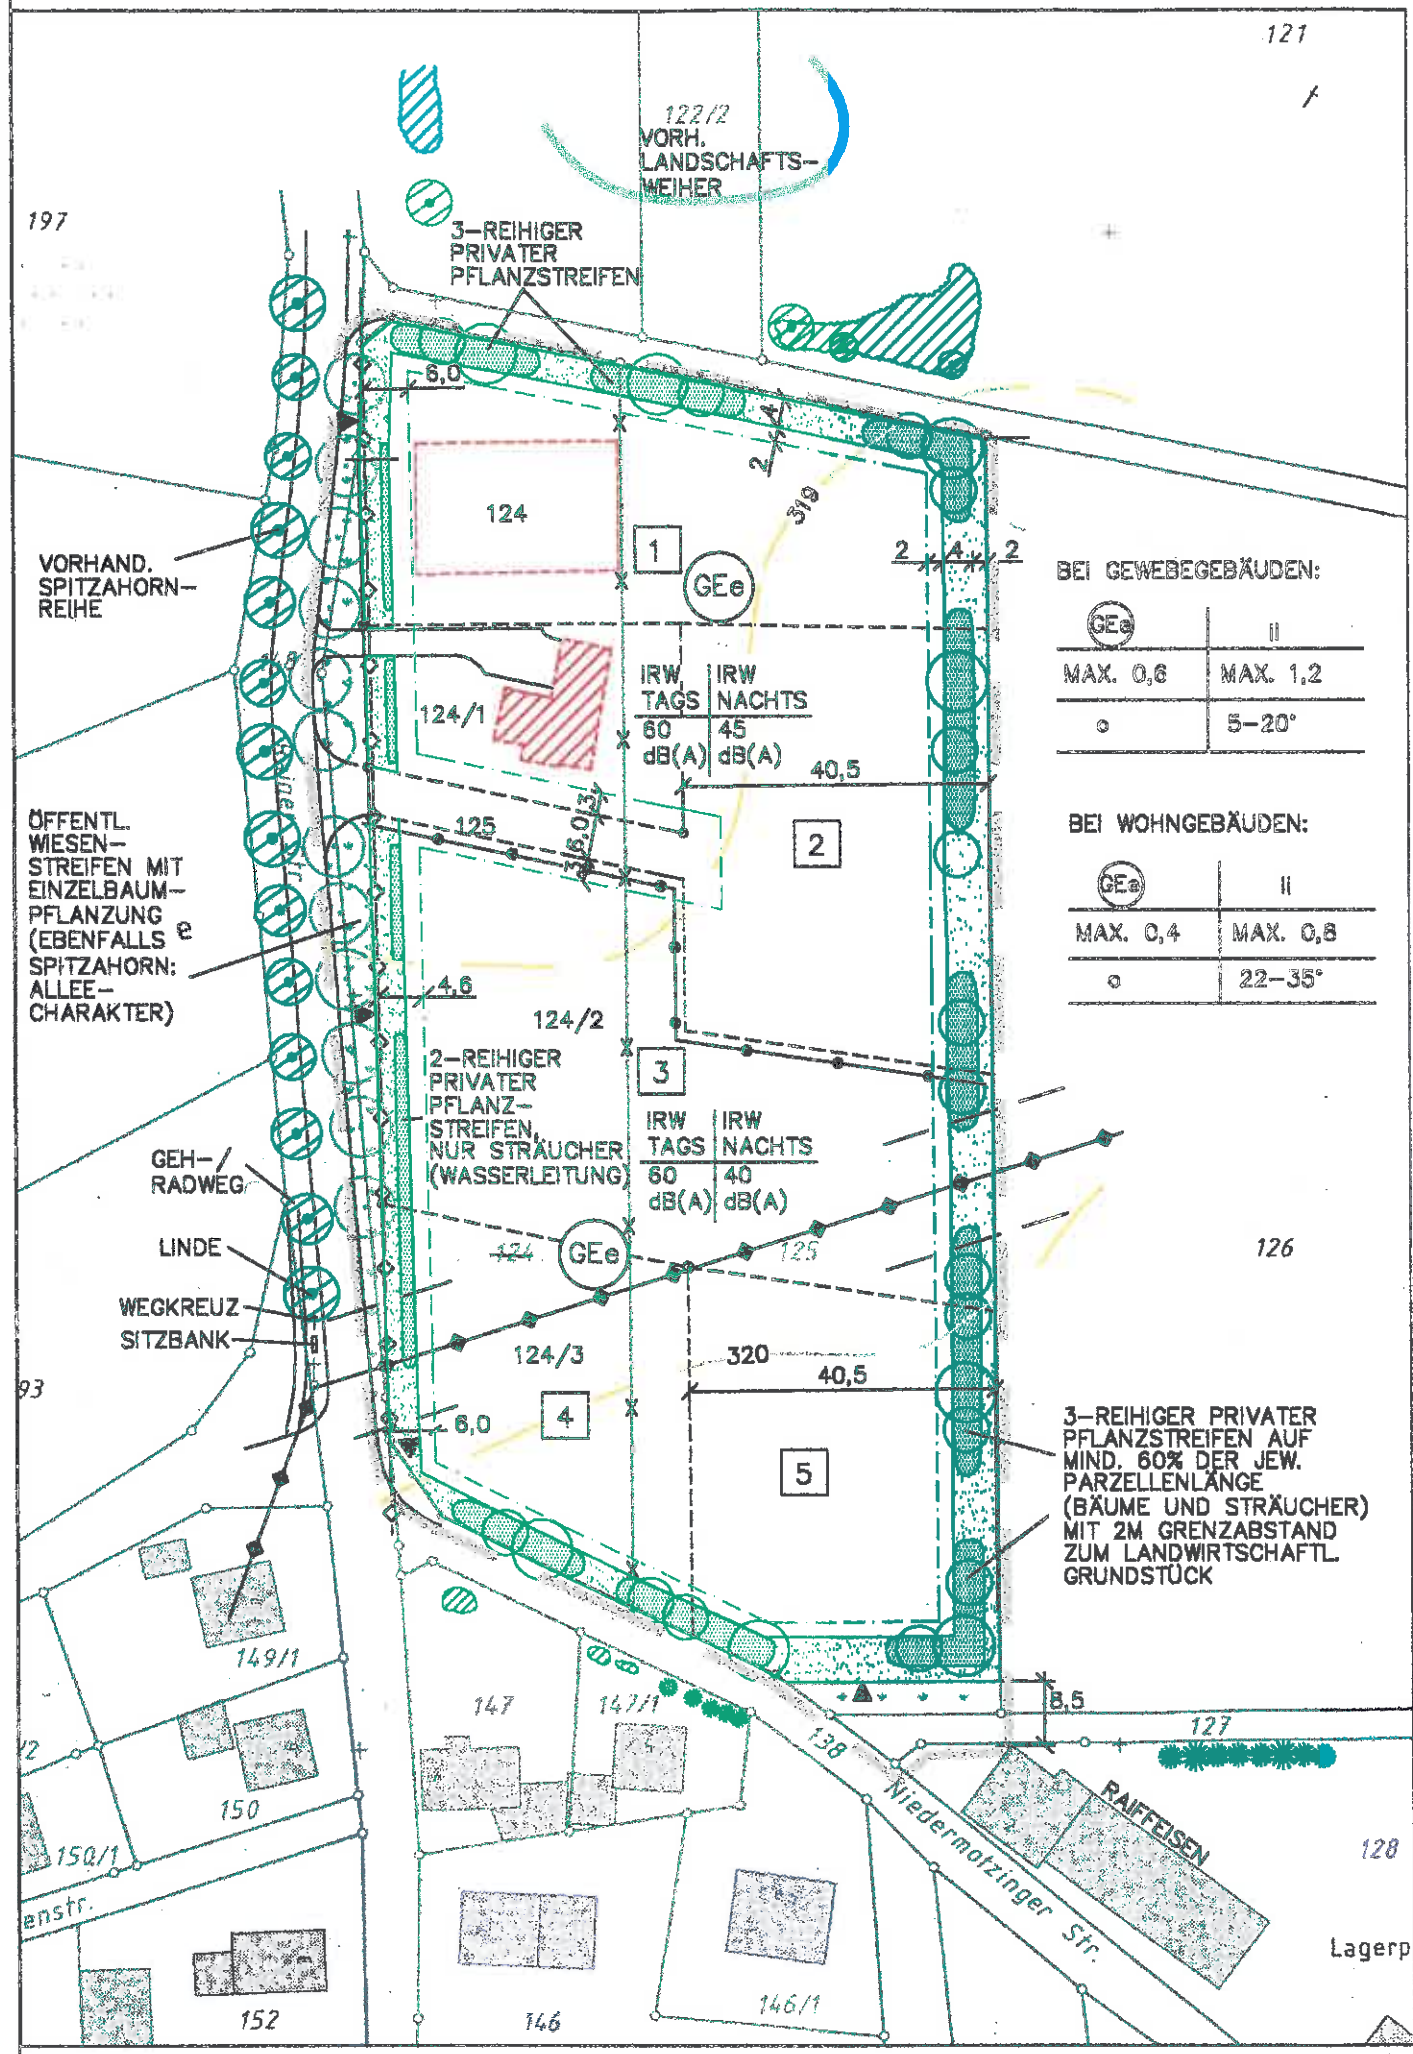 121
122/2
VORH.
LANDSCHAFTS-
WEIHER
197
3-REIHIGER
PRIVATER
PFLANZSTREIFEN
6,0
4
2
319
124
1
GEe
2 4 2
VORHAND.
SPITZAHORN-
REIHE
BEI GEWEBEGEBÄUDEN:
GEe II
MAX. 0,6 MAX. 1,2
o 5-20°
IRW IRW
TAGS NACHTS
60 45
dB(A) dB(A)
124/1
40,5
125
3 6,0 3
2
BEI WOHNGEBÄUDEN:
GEe II
MAX. 0,4 MAX. 0,8
o 22-35°
ÖFFENTL.
WIESEN-
STREIFEN MIT
EINZELBAUM-
PFLANZUNG
(EBENFALLS e
SPITZAHORN:
ALLEE-
CHARAKTER)
4,6
124/2
3
2-REIHIGER
PRIVATER
PFLANZ-
STREIFEN,
NUR STRÄUCHER
(WASSERLEITUNG)
IRW IRW
TAGS NACHTS
60 40
dB(A) dB(A)
GEH-/
RADWEG
LINDE
WEGKREUZ
SITZBANK
124
GEe
125
126
124/3
320
40,5
93
4
6,0
5
3-REIHIGER PRIVATER
PFLANZSTREIFEN AUF
MIND. 60% DER JEW.
PARZELLENLÄNGE
(BÄUME UND STRÄUCHER)
MIT 2M GRENZABSTAND
ZUM LANDWIRTSCHAFTL.
GRUNDSTÜCK
149/1
147
147/1
138
8,5
127
/2
150
150/1
RAIFFEISEN
Niedermotzinger Str.
128
enstr.
Lagerp
152
146
146/1